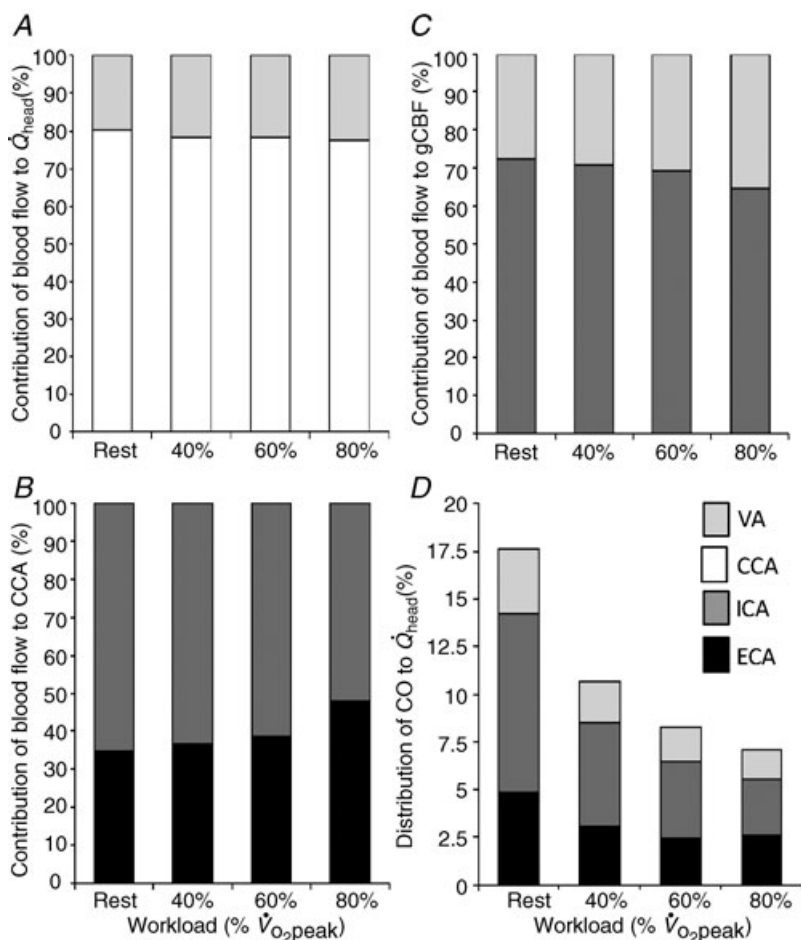 A
Contribution of blood flow to Q̇head(%)
100
90
80
70
60
50
40
30
20
10
0
Rest 40% 60% 80%
B
Contribution of blood flow to CCA (%)
100
90
80
70
60
50
40
30
20
10
0
Rest 40% 60% 80%
C
Contribution of blood flow to gCBF (%)
100
90
80
70
60
50
40
30
20
10
0
Rest 40% 60% 80%
D
Distribution of CO to Q̇head(%)
20
17.5
15
12.5
10
7.5
5
2.5
0
VA
CCA
ICA
ECA
Rest 40% 60% 80%
Workload (% V̇O2peak)
Workload (% V̇O2peak)